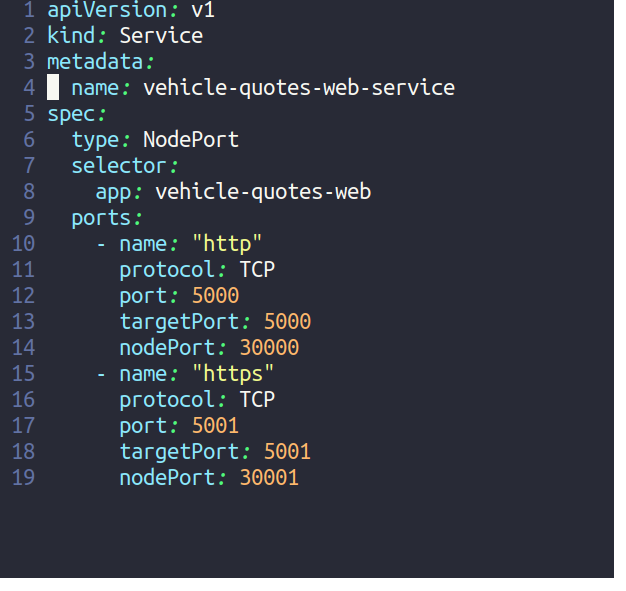 1 apiVersion: v1
2 kind: Service
3 metadata:
4   name: vehicle-quotes-web-service
5 spec:
6   type: NodePort
7   selector:
8     app: vehicle-quotes-web
9   ports:
10     - name: "http"
11       protocol: TCP
12       port: 5000
13       targetPort: 5000
14       nodePort: 30000
15     - name: "https"
16       protocol: TCP
17       port: 5001
18       targetPort: 5001
19       nodePort: 30001